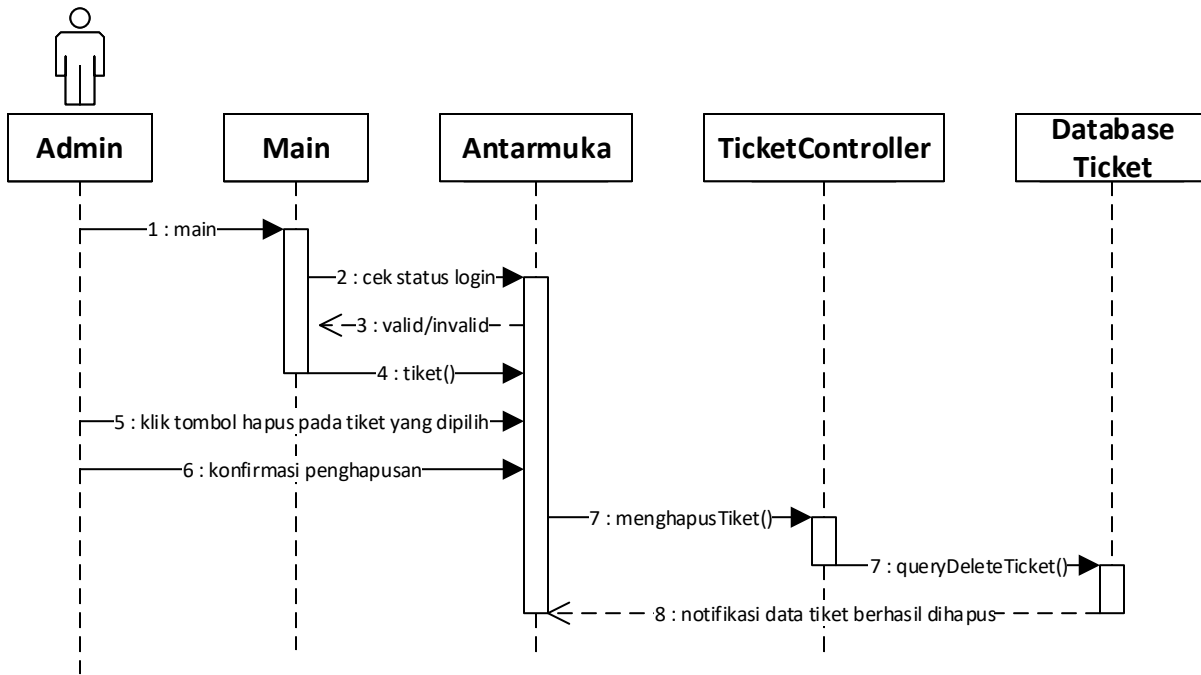 Admin
Main
Antarmuka
TicketController
Database
Ticket
1 : main
2 : cek status login
3 : valid/invalid
4 : tiket()
5 : klik tombol hapus pada tiket yang dipilih
6 : konfirmasi penghapusan
7 : menghapusTiket()
7 : queryDeleteTicket()
8 : notifikasi data tiket berhasil dihapus